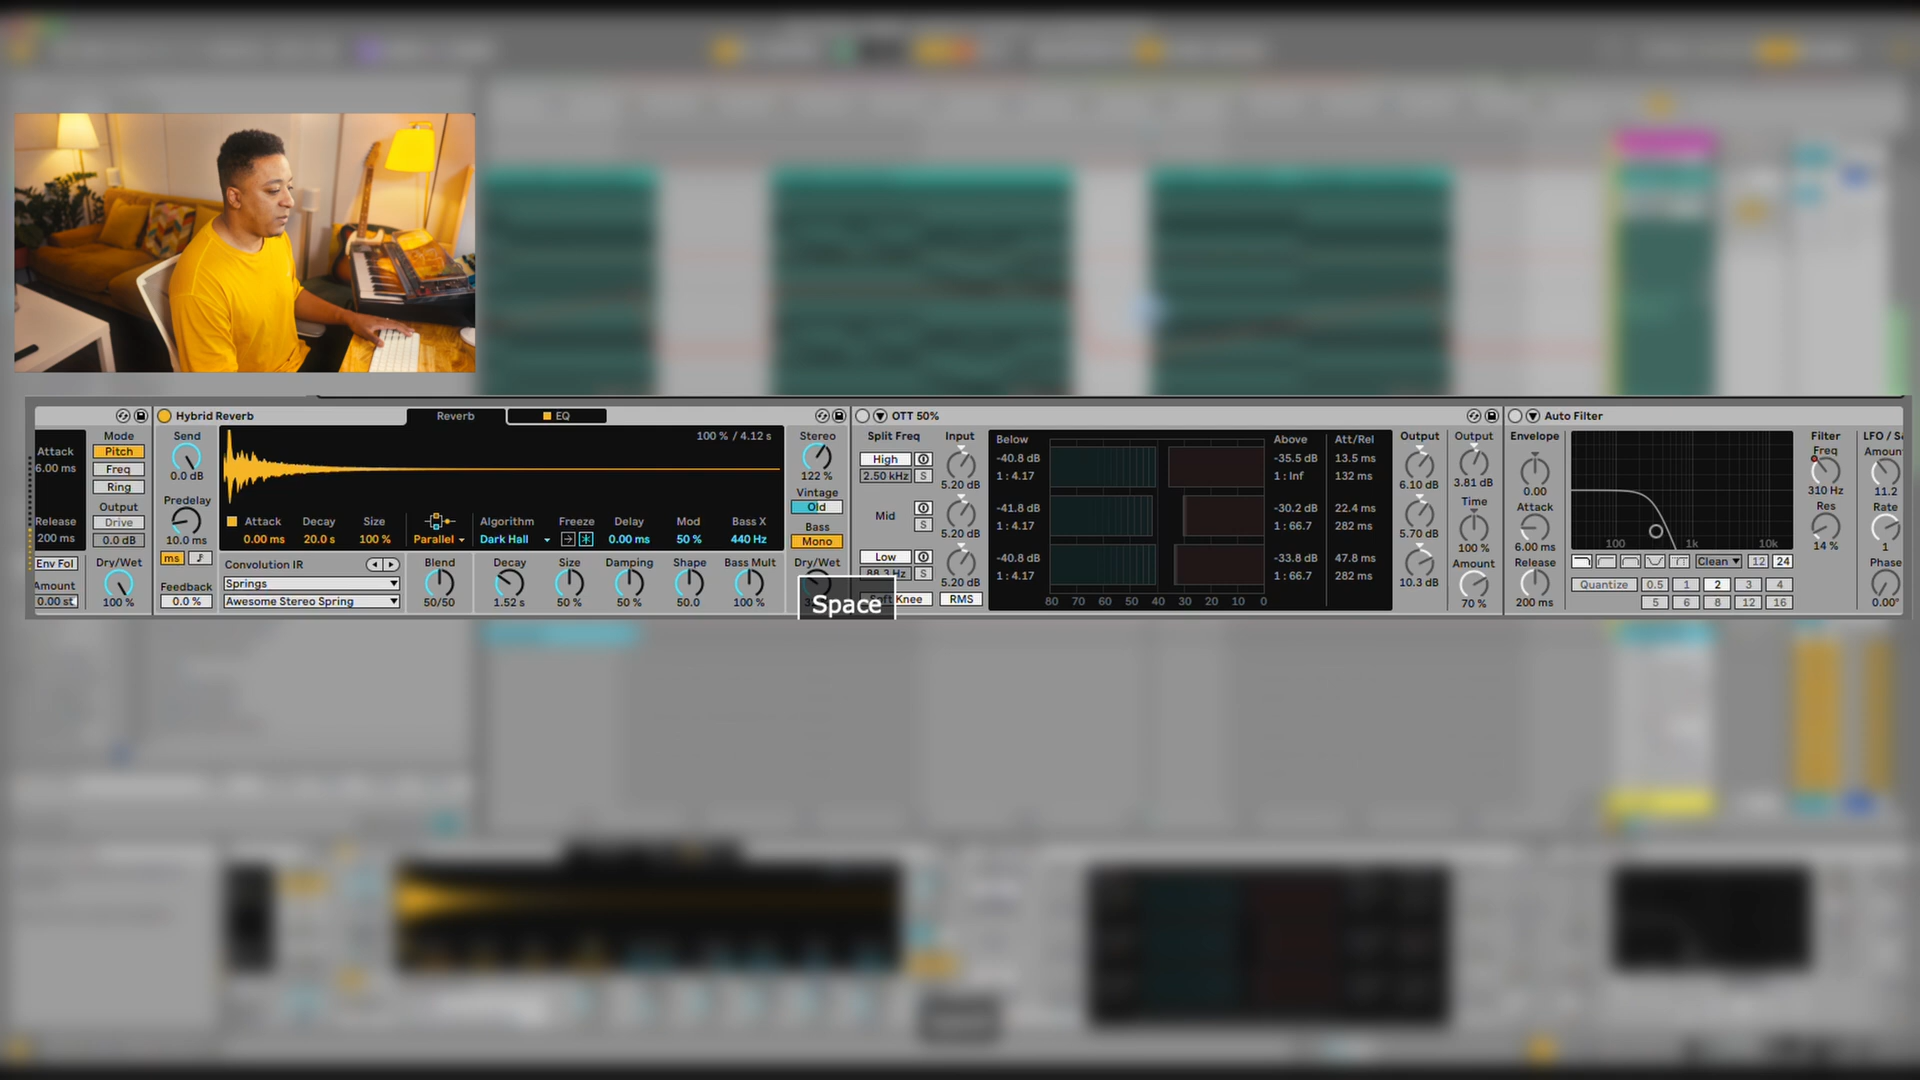 Attack
6.00 ms
Release
200 ms
Env Fol
Amount
0.00 st
Mode
Pitch
Freq
Ring
Output
Drive
0.0 dB
Dry/Wet
100 %
Hybrid Reverb
Reverb
EQ
Send
0.0 dB
Predelay
10.0 ms
ms
Feedback
0.0 %
100 % / 4.12 s
Attack
0.00 ms
Decay
20.0 s
Size
100 %
Parallel
Algorithm
Dark Hall
Freeze
Delay
0.00 ms
Mod
50 %
Bass X
440 Hz
Convolution IR
Springs
Awesome Stereo Spring
Blend
50/50
Decay
1.52 s
Size
50 %
Damping
50 %
Shape
50.0
Bass Mult
100 %
Stereo
122 %
Vintage
Old
Bass
Mono
Dry/Wet
Space
OTT 50%
Split Freq
High
2.50 kHz
S
Mid
S
Low
88.3 Hz
S
Knee
RMS
Input
5.20 dB
5.20 dB
5.20 dB
Below
-40.8 dB
1 : 4.17
-41.8 dB
1 : 4.17
-40.8 dB
1 : 4.17
80 70 60 50 40 30 20 10 0
Above
-35.5 dB
1 : Inf
-30.2 dB
1 : 66.7
-33.8 dB
1 : 66.7
Att/Rel
13.5 ms
132 ms
22.4 ms
282 ms
47.8 ms
282 ms
Output
6.10 dB
5.70 dB
10.3 dB
Output
3.81 dB
Time
100 %
Amount
70 %
Auto Filter
Envelope
0.00
Attack
6.00 ms
Release
200 ms
100 1k 10k
Clean 12 24
Quantize 0.5 1 2 3 4
5 6 8 12 16
Filter
Freq
310 Hz
Res
14 %
LFO / S
Amoun
11.2
Rate
1
Phase
0.00°